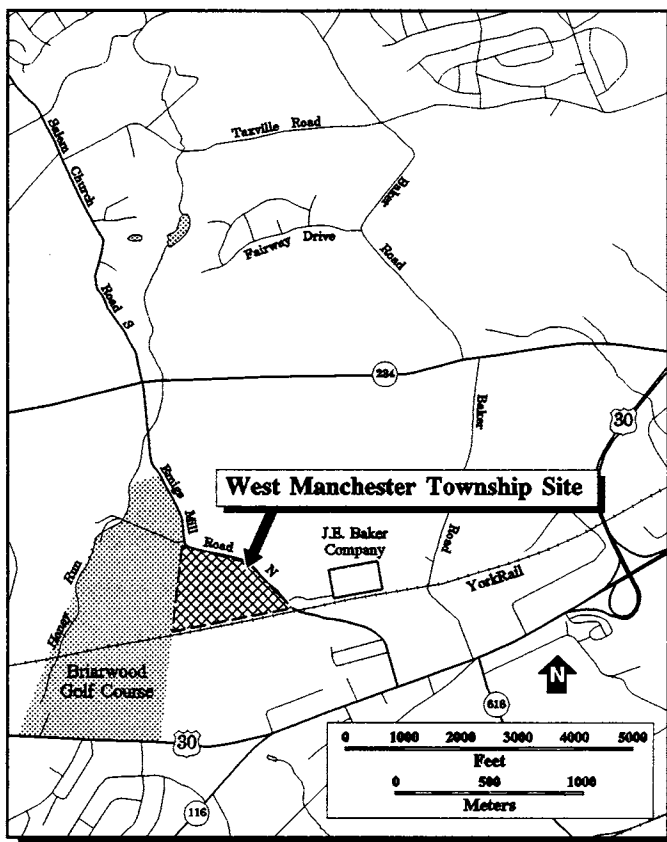 Taxville Road
Salem Church
Road S
Baker
Road
Fairway Drive
234
Baker
Road
30
Emigs Mill
Road N
West Manchester Township Site
J.E. Baker
Company
YorkRail
Honey Run
Briarwood
Golf Course
30
616
116
N
0 1000 2000 3000 4000 5000
Feet
0 500 1000
Meters